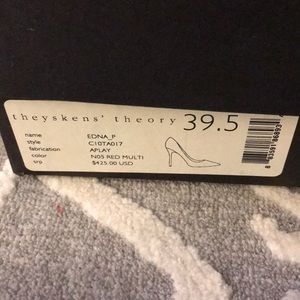 theyskens' theory 39.5
name EDNA_P
style C10TA017
fabrication APLAY
color N05 RED MULTI
srp $425.00 USD